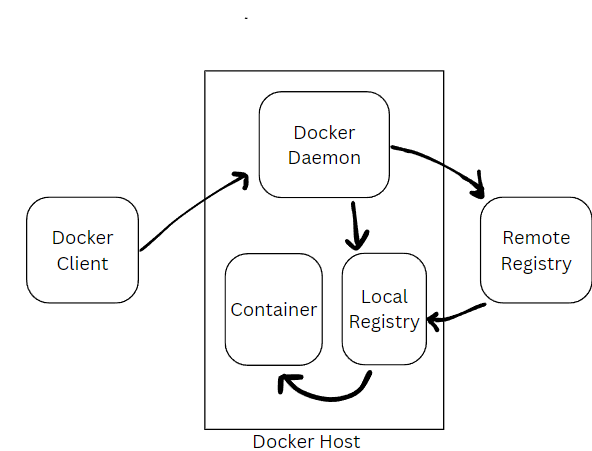 Docker
Daemon
Docker
Client
Remote
Registry
Container
Local
Registry
Docker Host